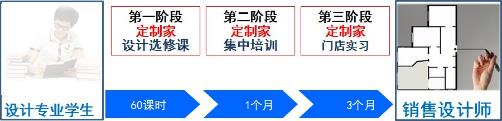 第一阶段
定制家
设计选修课
第二阶段
定制家
集中培训
第三阶段
定制家
门店实习
设计专业学生
60课时
1个月
3个月
销售设计师